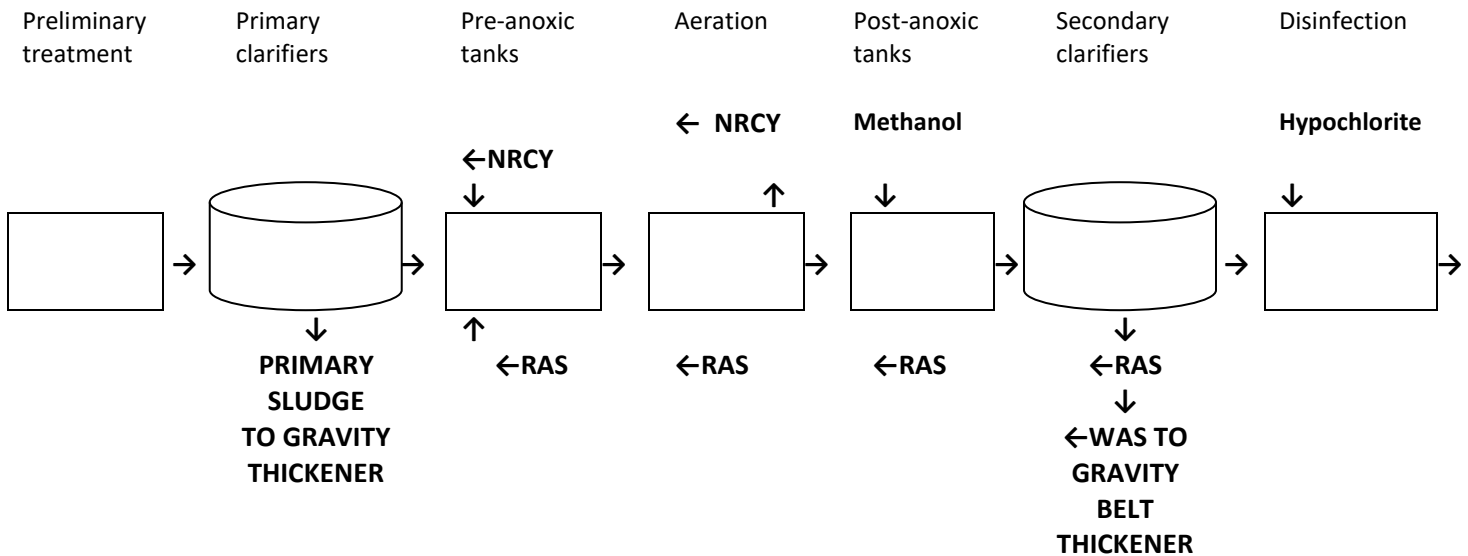 Preliminary
treatment
Primary
clarifiers
Pre-anoxic
tanks
Aeration
Post-anoxic
tanks
Secondary
clarifiers
Disinfection
← NRCY
Methanol
Hypochlorite
←NRCY
↓
↑
↓
↓
→
→
→
→
→
→
→
↓
↑
↓
PRIMARY
SLUDGE
TO GRAVITY
THICKENER
←RAS
←RAS
←RAS
←RAS
↓
←WAS TO
GRAVITY
BELT
THICKENER